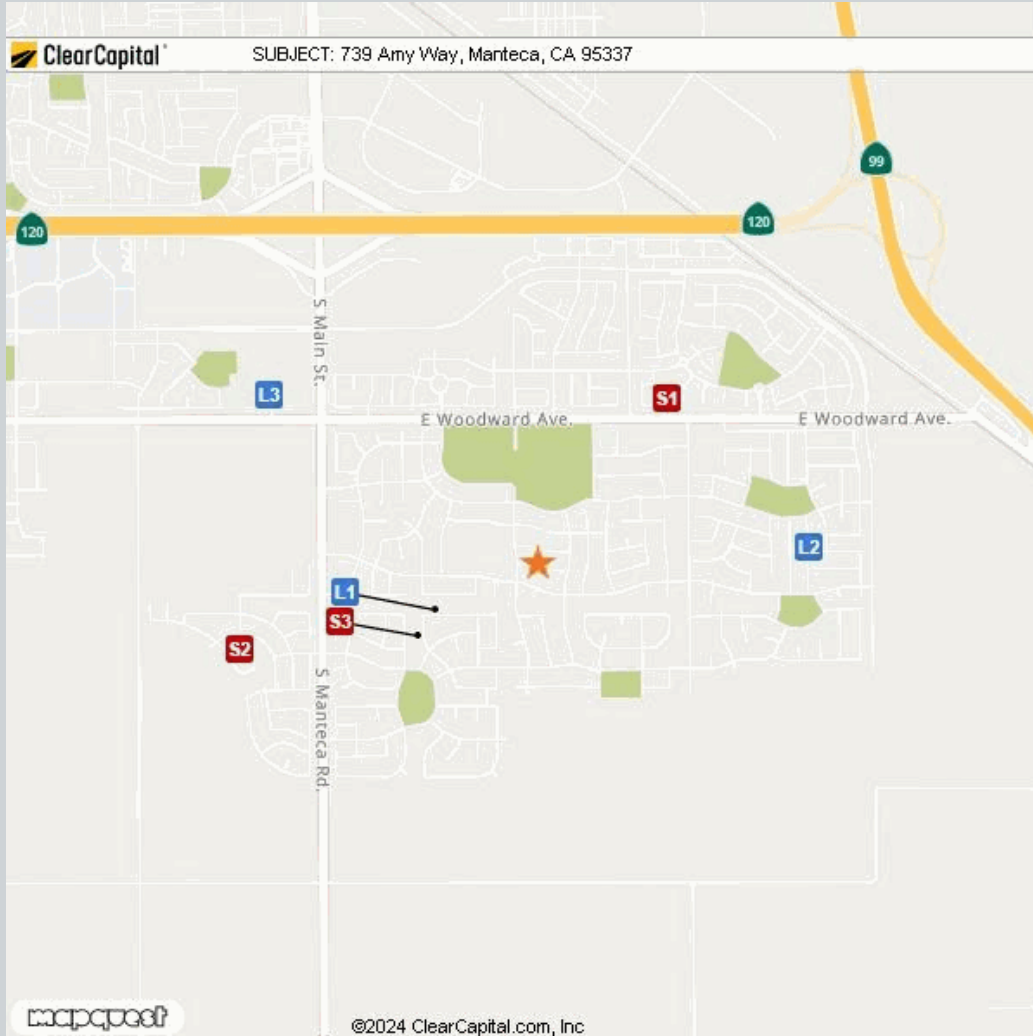 ClearCapital
SUBJECT: 739 Amy Way, Manteca, CA 95337
99
120
120
S Main St.
L3
S1
E Woodward Ave.
E Woodward Ave.
L2
L1
S3
S2
S Manteca Rd.
mapquest
©2024 ClearCapital.com, Inc